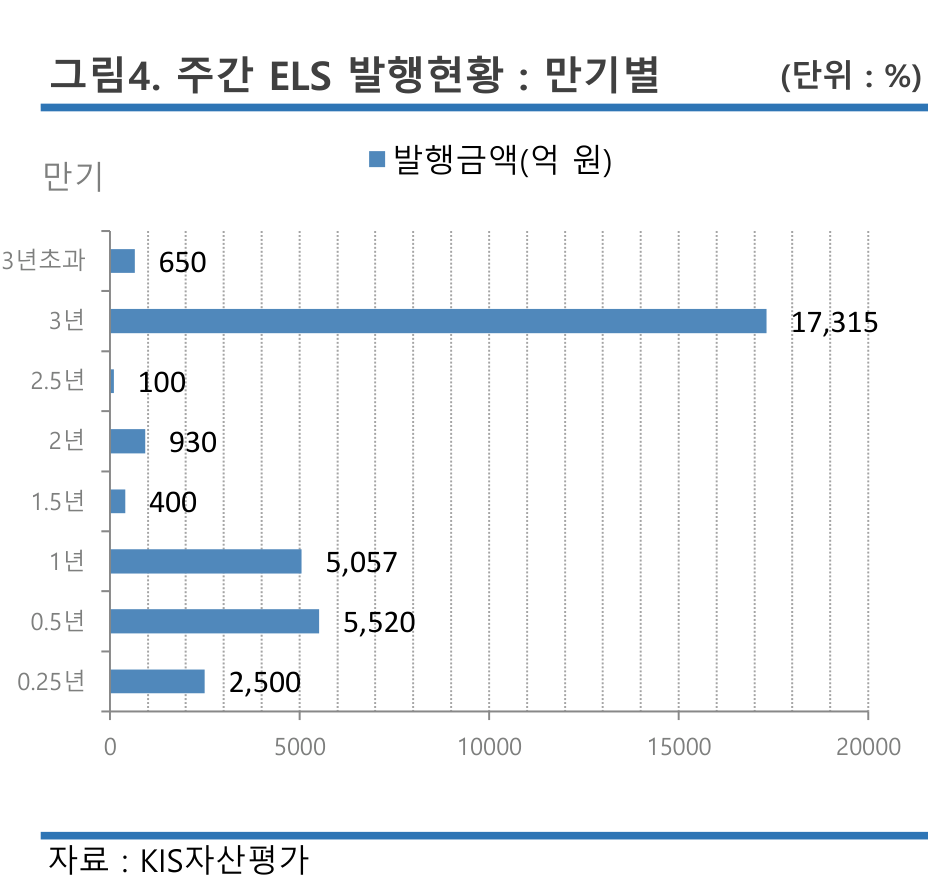 그림4. 주간 ELS 발행현황 : 만기별 (단위 : %)
발행금액(억 원)
만기
3년초과 650
3년 17,315
2.5년 100
2년 930
1.5년 400
1년 5,057
0.5년 5,520
0.25년 2,500
0 5000 10000 15000 20000
자료 : KIS자산평가